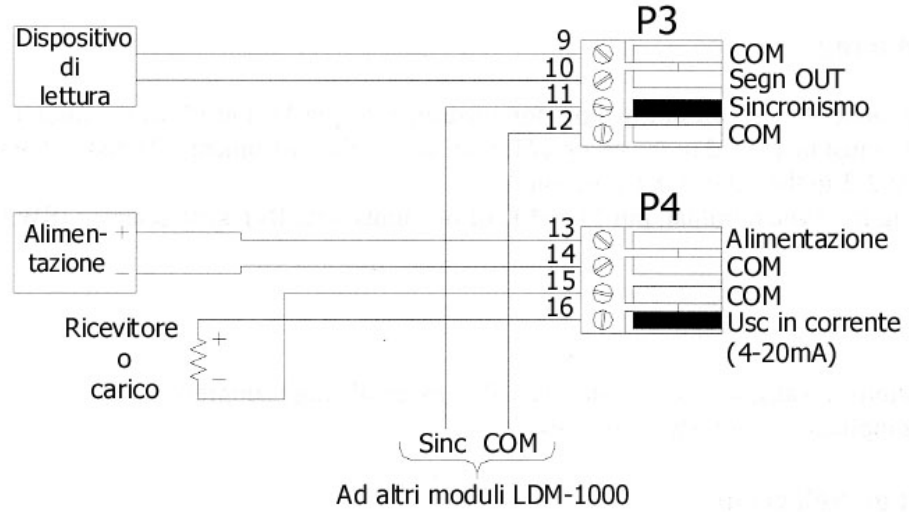 P3
Dispositivo
di
lettura
9
10
11
12
COM
Segn OUT
Sincronismo
COM
P4
Alimen-
tazione
+
–
13
14
15
16
Alimentazione
COM
COM
Usc in corrente
(4-20mA)
Ricevitore
o
carico
+
–
Sinc COM
Ad altri moduli LDM-1000